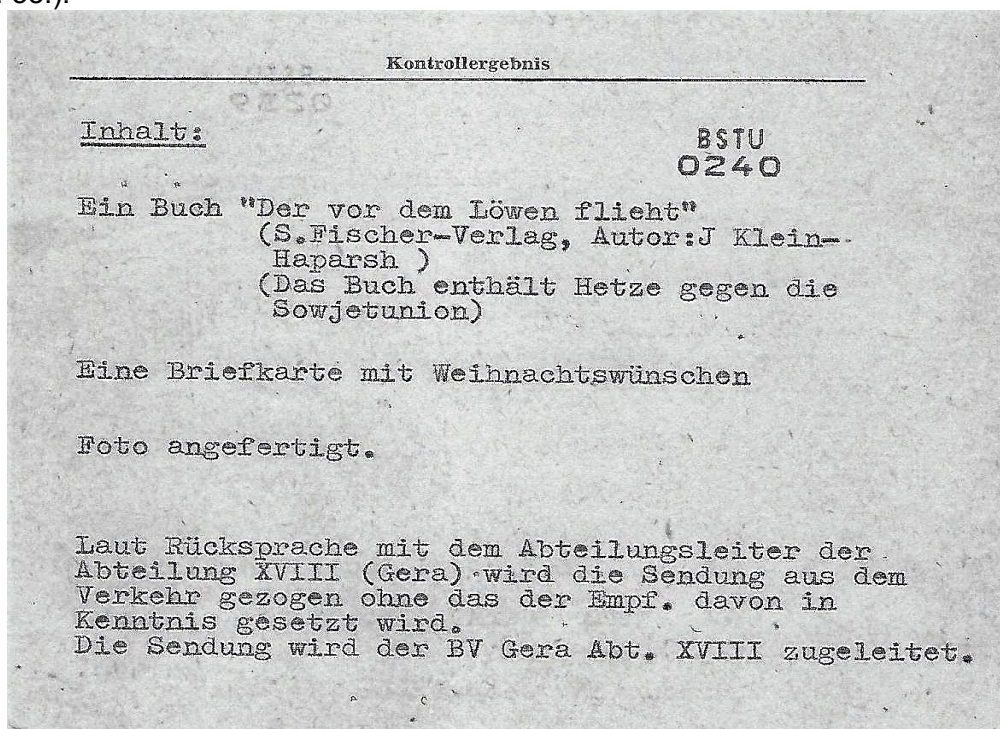 Kontrollergebnis
Inhalt:
BSTU
0240
Ein Buch "Der vor dem Löwen flieht"
(S.Fischer-Verlag, Autor:J Klein-
Haparsh )
(Das Buch enthält Hetze gegen die
Sowjetunion)
Eine Briefkarte mit Weihnachtswünschen
Foto angefertigt.
Laut Rücksprache mit dem Abteilungsleiter der
Abteilung XVIII (Gera) wird die Sendung aus dem
Verkehr gezogen ohne das der Empf. davon in
Kenntnis gesetzt wird.
Die Sendung wird der BV Gera Abt. XVIII zugeleitet.